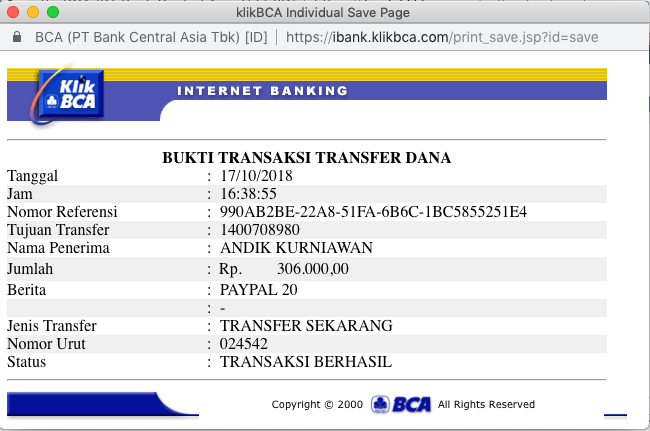 klikBCA Individual Save Page
BCA (PT Bank Central Asia Tbk) [ID] | https://ibank.klikbca.com/print_save.jsp?id=save
Klik BCA
INTERNET BANKING
BUKTI TRANSAKSI TRANSFER DANA
Tanggal : 17/10/2018
Jam : 16:38:55
Nomor Referensi : 990AB2BE-22A8-51FA-6B6C-1BC5855251E4
Tujuan Transfer : 1400708980
Nama Penerima : ANDIK KURNIAWAN
Jumlah : Rp. 306.000,00
Berita : PAYPAL 20
: -
Jenis Transfer : TRANSFER SEKARANG
Nomor Urut : 024542
Status : TRANSAKSI BERHASIL
Copyright © 2000 BCA All Rights Reserved